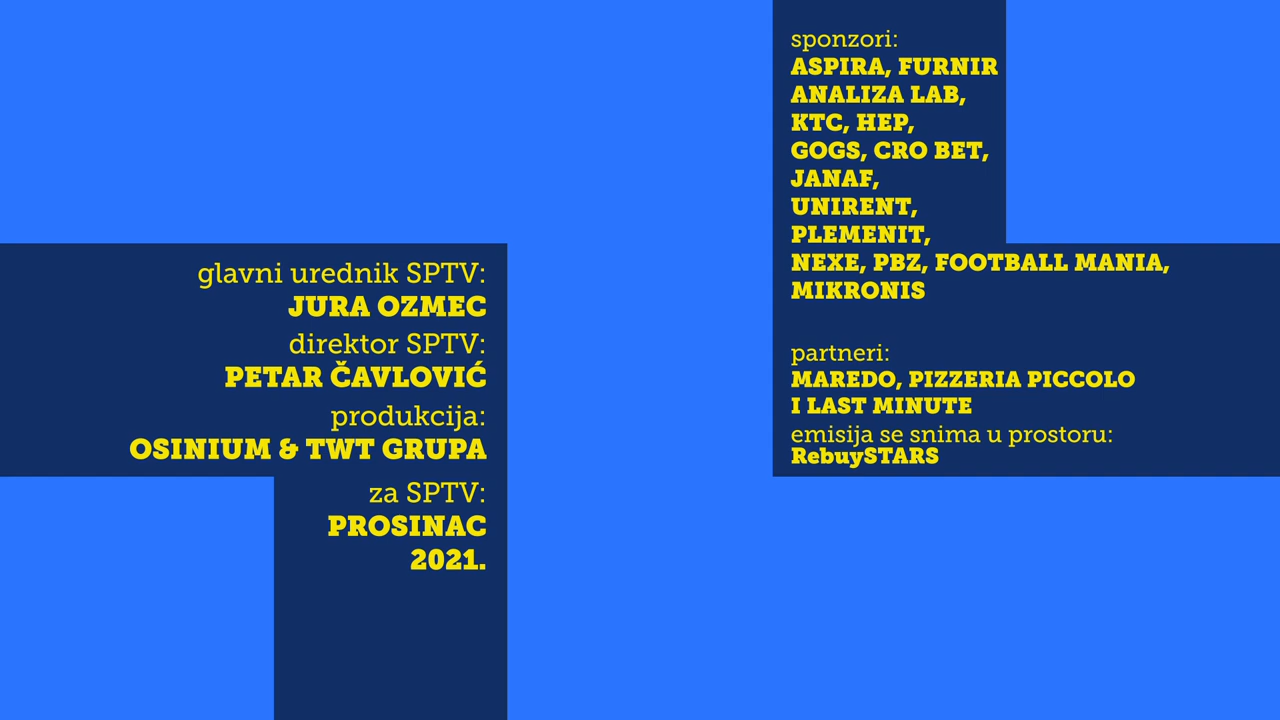 glavni urednik SPTV:
JURA OZMEC
direktor SPTV:
PETAR ČAVLOVIĆ
produkcija:
OSINIUM & TWT GRUPA
za SPTV:
PROSINAC
2021.
sponzori:
ASPIRA, FURNIR
ANALIZA LAB,
KTC, HEP,
GOGS, CRO BET,
JANAF,
UNIRENT,
PLEMENIT,
NEXE, PBZ, FOOTBALL MANIA,
MIKRONIS
partneri:
MAREDO, PIZZERIA PICCOLO
I LAST MINUTE
emisija se snima u prostoru:
RebuySTARS